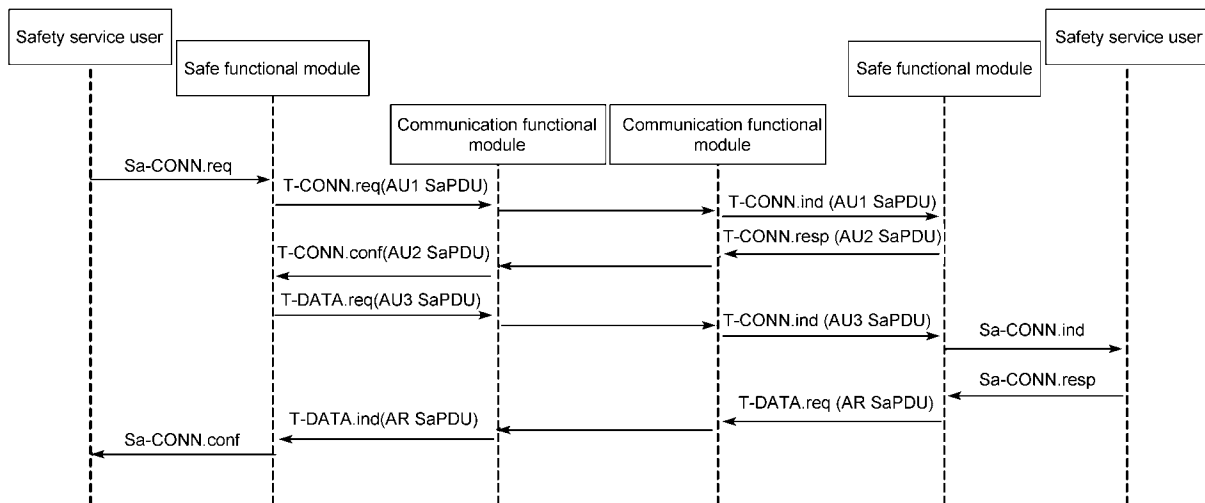 Safety service user
Safe functional module
Communication functional
module
Communication functional
module
Safe functional module
Safety service user
Sa-CONN.req
T-CONN.req(AU1 SaPDU)
T-CONN.ind (AU1 SaPDU)
T-CONN.resp (AU2 SaPDU)
T-CONN.conf(AU2 SaPDU)
T-DATA.req(AU3 SaPDU)
T-CONN.ind (AU3 SaPDU)
Sa-CONN.ind
Sa-CONN.resp
T-DATA.req (AR SaPDU)
T-DATA.ind(AR SaPDU)
Sa-CONN.conf